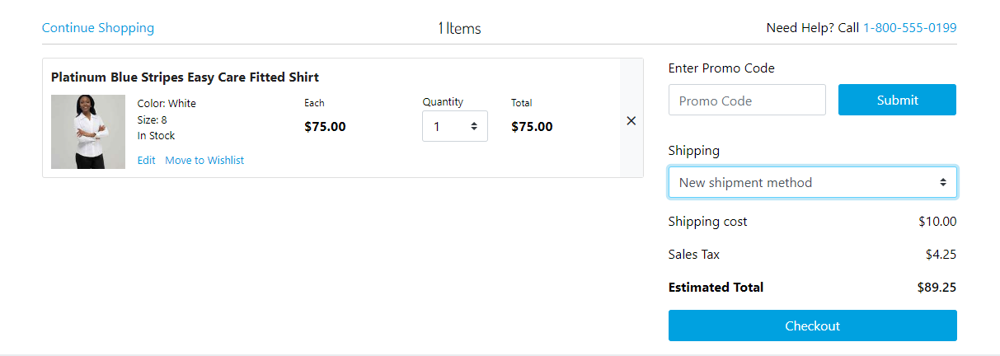 Continue Shopping
1 Items
Need Help? Call 1-800-555-0199
Platinum Blue Stripes Easy Care Fitted Shirt
Color: White
Size: 8
In Stock
Edit Move to Wishlist
Each
$75.00
Quantity
1
Total
$75.00
×
Enter Promo Code
Promo Code Submit
Shipping
New shipment method
Shipping cost $10.00
Sales Tax $4.25
Estimated Total $89.25
Checkout